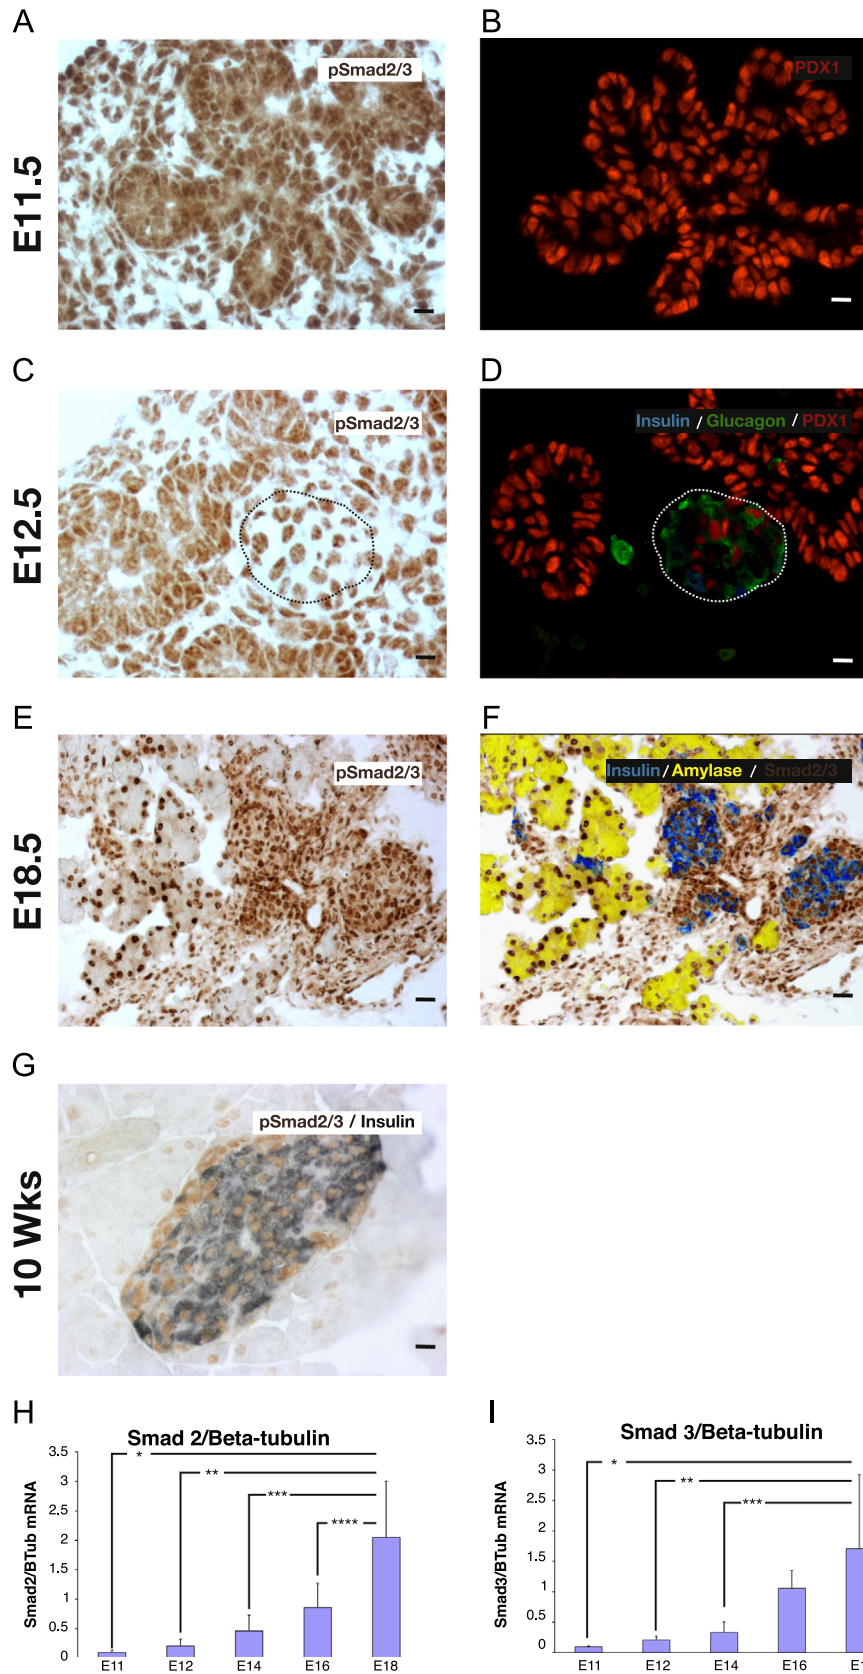 A
B
E11.5
pSmad2/3
PDX1
C
D
E12.5
pSmad2/3
Insulin / Glucagon / PDX1
E
F
E18.5
pSmad2/3
Insulin / Amylase / Smad2/3
G
10 Wks
pSmad2/3 / Insulin
H
Smad 2/Beta-tubulin
Smad2/BTub mRNA
3.5
3
2.5
2
1.5
1
0.5
0
*
**
***
****
E11 E12 E14 E16 E18
I
Smad 3/Beta-tubulin
Smad3/BTub mRNA
3.5
3
2.5
2
1.5
1
0.5
0
*
**
***
E11 E12 E14 E16 E1